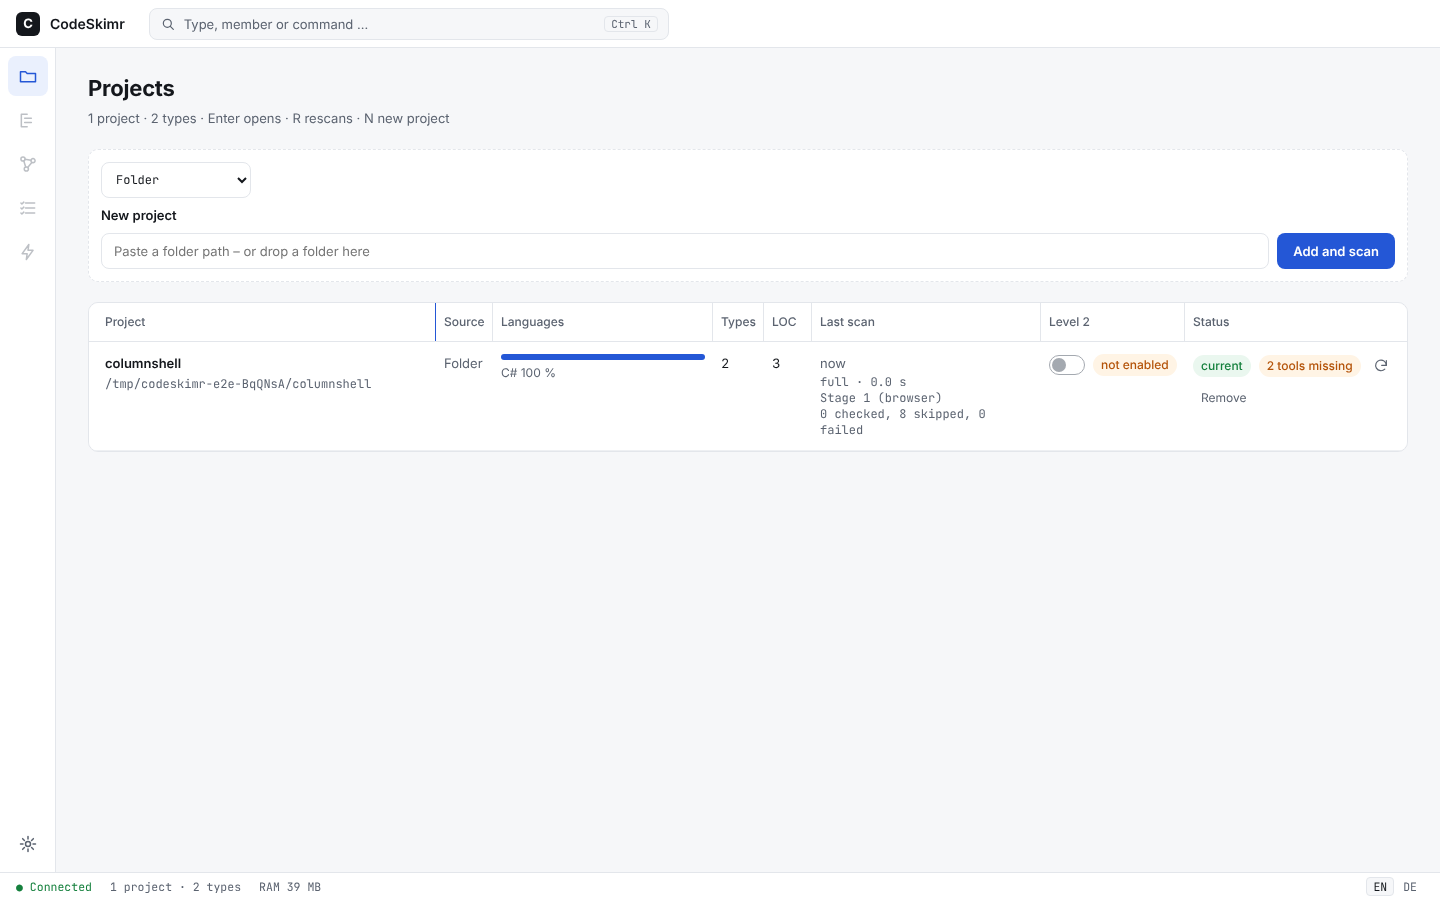 C CodeSkimr Type, member or command ... Ctrl K
Projects
1 project · 2 types · Enter opens · R rescans · N new project
Folder
New project
Paste a folder path – or drop a folder here Add and scan
Project Source Languages Types LOC Last scan Level 2 Status
columnshell Folder 2 3 now not enabled current 2 tools missing
/tmp/codeskimr-e2e-BqQNsA/columnshell C# 100 % full · 0.0 s
Stage 1 (browser) Remove
0 checked, 8 skipped, 0
failed
Connected 1 project · 2 types RAM 39 MB EN DE